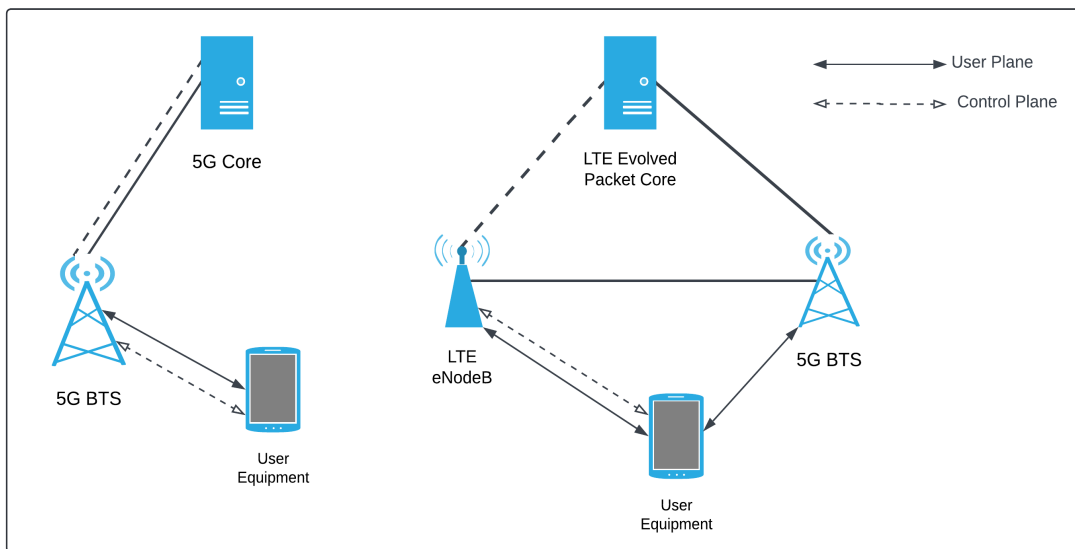 User Plane
Control Plane
5G Core
LTE Evolved
Packet Core
5G BTS
User
Equipment
LTE
eNodeB
5G BTS
User
Equipment